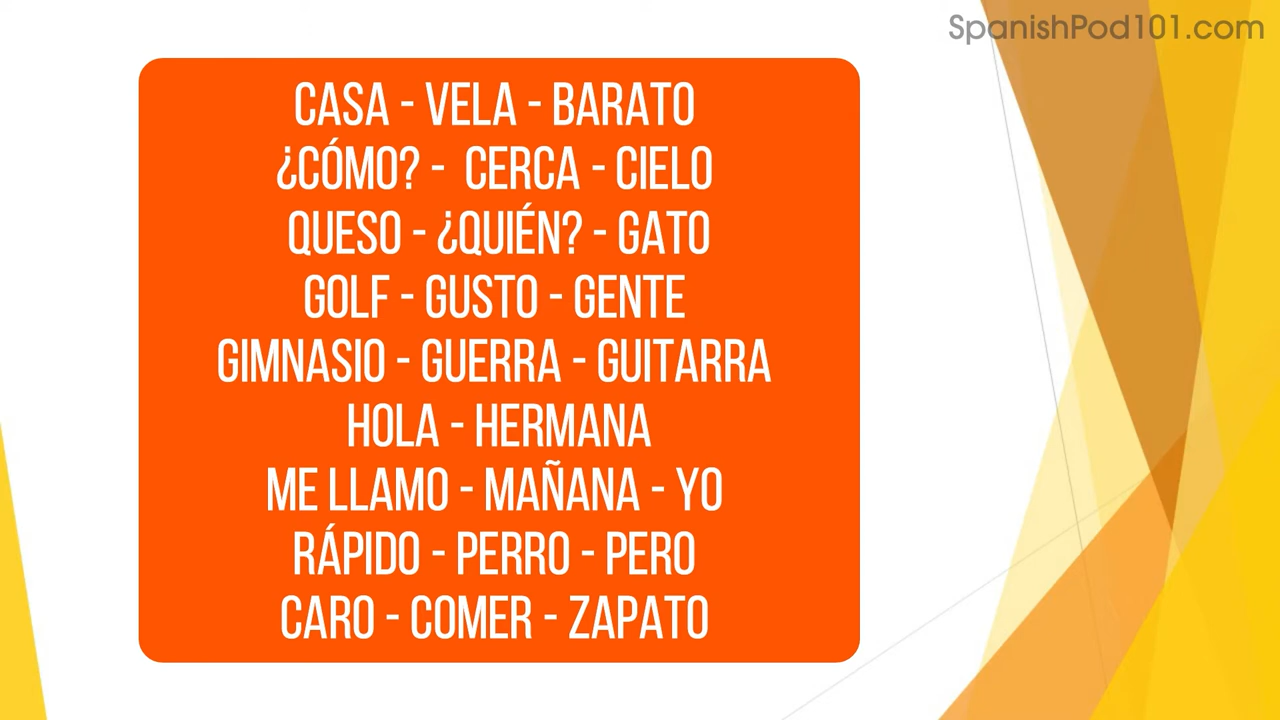 SpanishPod101.com
CASA - VELA - BARATO
¿CÓMO? - CERCA - CIELO
QUESO - ¿QUIÉN? - GATO
GOLF - GUSTO - GENTE
GIMNASIO - GUERRA - GUITARRA
HOLA - HERMANA
ME LLAMO - MAÑANA - YO
RÁPIDO - PERRO - PERO
CARO - COMER - ZAPATO